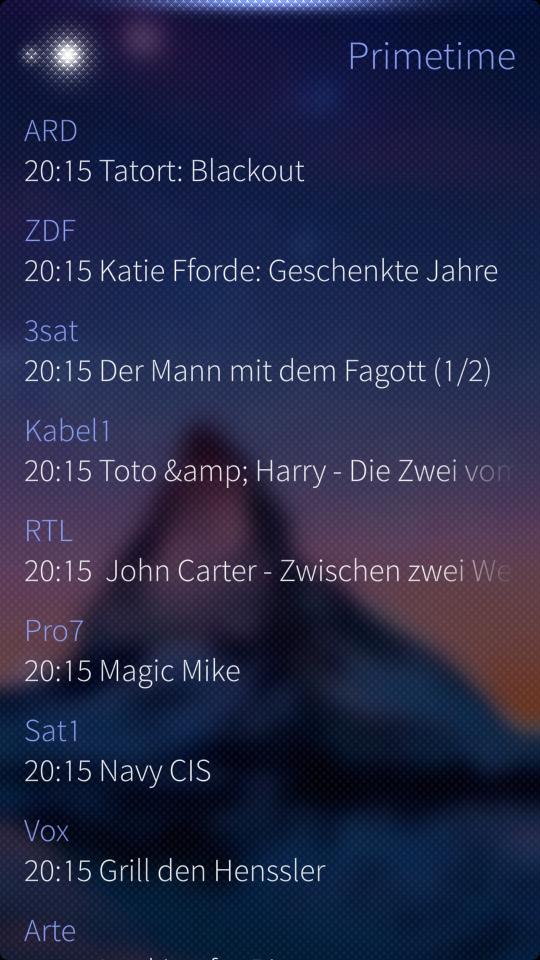 Primetime
ARD
20:15 Tatort: Blackout
ZDF
20:15 Katie Fforde: Geschenkte Jahre
3sat
20:15 Der Mann mit dem Fagott (1/2)
Kabel1
20:15 Toto &amp; Harry - Die Zwei von
RTL
20:15  John Carter - Zwischen zwei We
Pro7
20:15 Magic Mike
Sat1
20:15 Navy CIS
Vox
20:15 Grill den Henssler
Arte